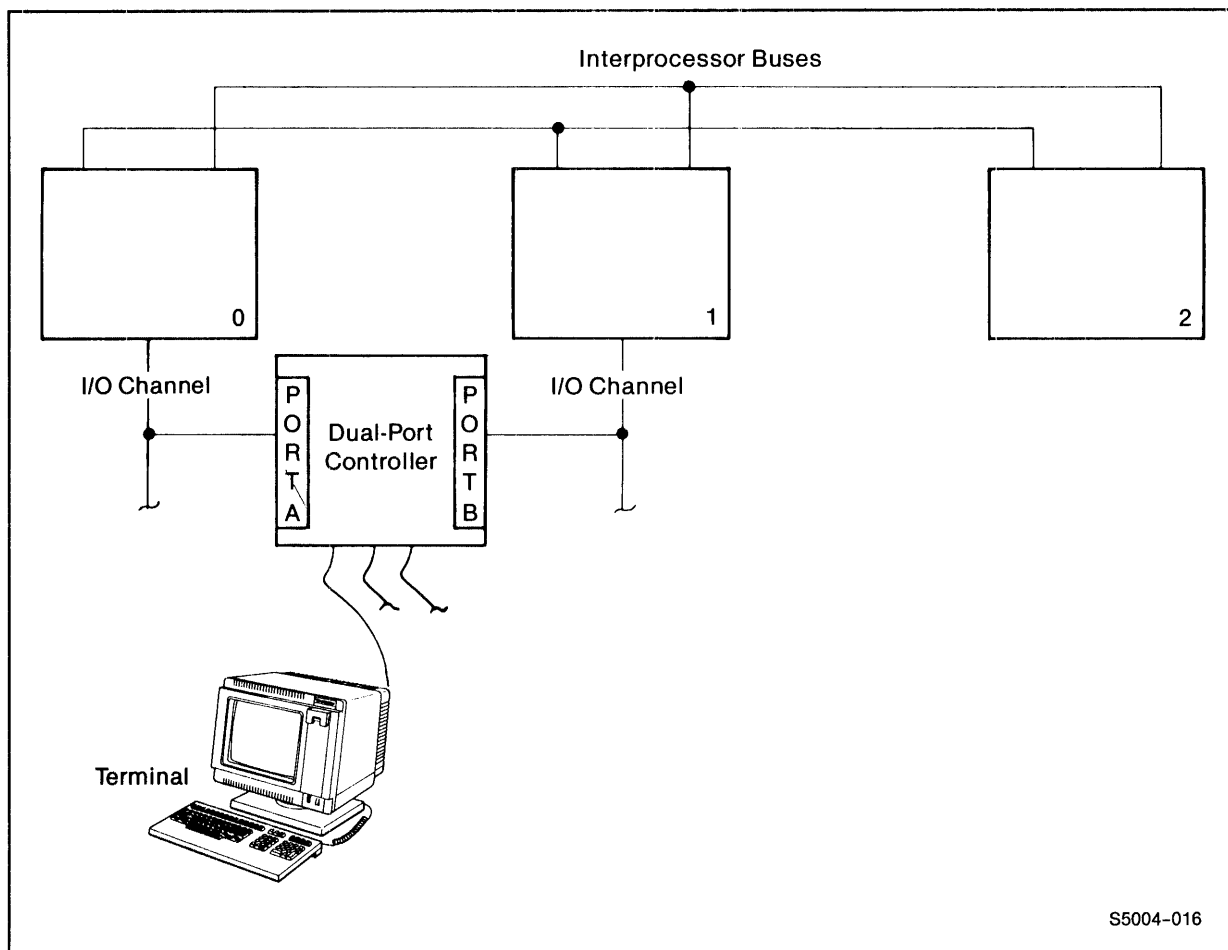 Interprocessor Buses
0
1
2
I/O Channel
I/O Channel
PORT A
Dual-Port
Controller
PORT B
Terminal
S5004-016